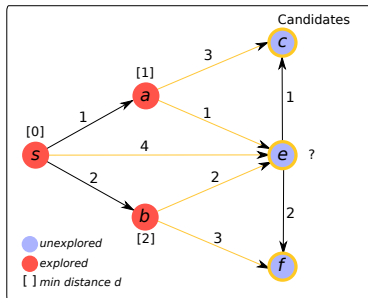 Candidates
3
c
[1]
a
1
1
1
[0]
s
4
e
?
2
2
2
b
[2]
3
f
unexplored
explored
[ ] min distance d